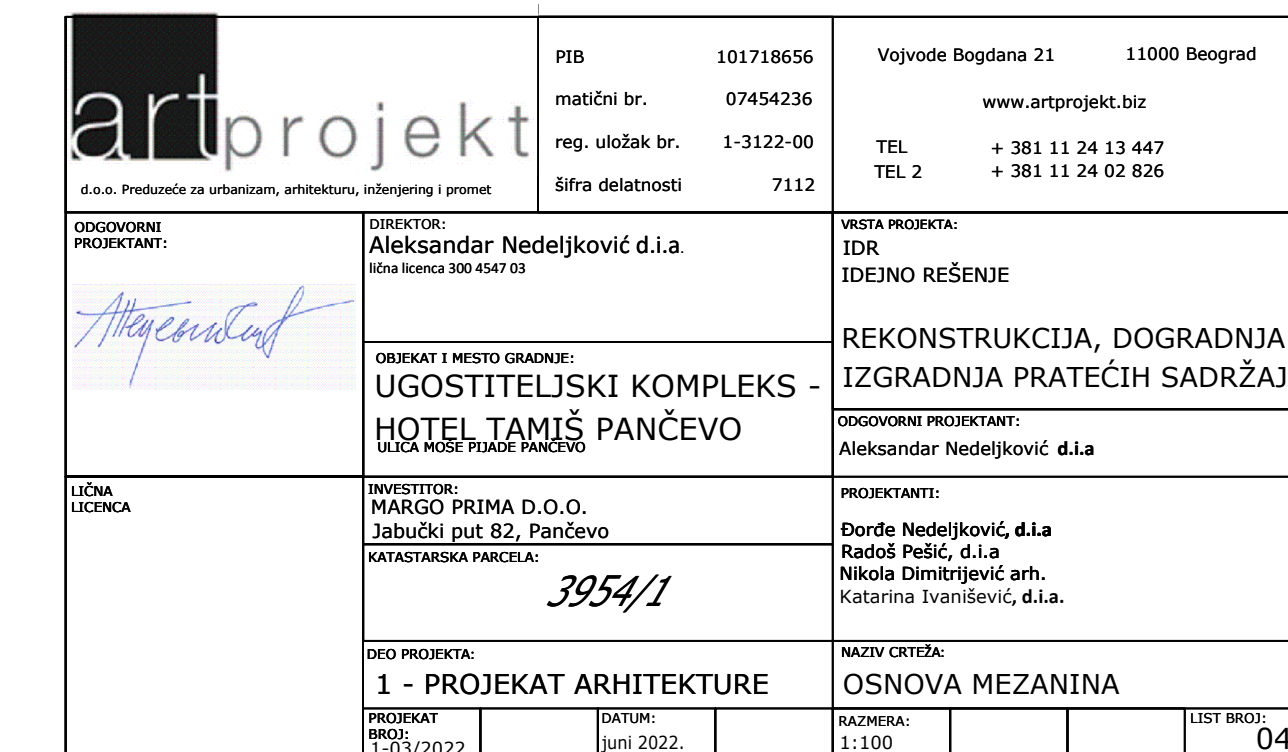 artprojekt
d.o.o. Preduzeće za urbanizam, arhitekturu, inženjering i promet
PIB 101718656
matični br. 07454236
reg. uložak br. 1-3122-00
šifra delatnosti 7112
Vojvode Bogdana 21 11000 Beograd
www.artprojekt.biz
TEL + 381 11 24 13 447
TEL 2 + 381 11 24 02 826
ODGOVORNI
PROJEKTANT:
DIREKTOR:
Aleksandar Nedeljković d.i.a.
lična licenca 300 4547 03
OBJEKAT I MESTO GRADNJE:
UGOSTITELJSKI KOMPLEKS -
HOTEL TAMIŠ PANČEVO
ULICA MOŠE PIJADE PANČEVO
VRSTA PROJEKTA:
IDR
IDEJNO REŠENJE
REKONSTRUKCIJA, DOGRADNJA
IZGRADNJA PRATEĆIH SADRŽAJ
ODGOVORNI PROJEKTANT:
Aleksandar Nedeljković d.i.a
LIČNA
LICENCA
INVESTITOR:
MARGO PRIMA D.O.O.
Jabučki put 82, Pančevo
KATASTARSKA PARCELA:
3954/1
PROJEKTANTI:
Đorđe Nedeljković, d.i.a
Radoš Pešić, d.i.a
Nikola Dimitrijević arh.
Katarina Ivanišević, d.i.a.
DEO PROJEKTA:
1 - PROJEKAT ARHITEKTURE
NAZIV CRTEŽA:
OSNOVA MEZANINA
PROJEKAT
BROJ:
1-03/2022
DATUM:
juni 2022.
RAZMERA:
1:100
LIST BROJ:
04